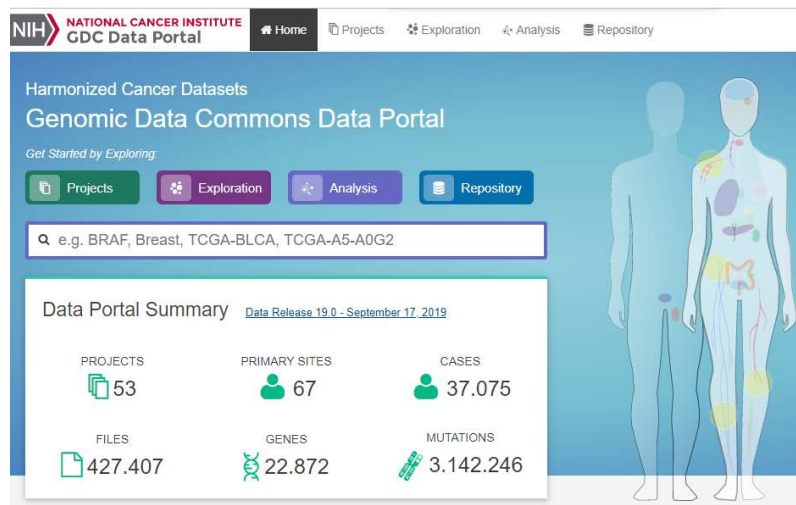 NIH NATIONAL CANCER INSTITUTE
GDC Data Portal
Home Projects Exploration Analysis Repository
Harmonized Cancer Datasets
Genomic Data Commons Data Portal
Get Started by Exploring:
Projects Exploration Analysis Repository
e.g. BRAF, Breast, TCGA-BLCA, TCGA-A5-A0G2
Data Portal Summary Data Release 19.0 - September 17, 2019
PROJECTS PRIMARY SITES CASES
53 67 37.075
FILES GENES MUTATIONS
427.407 22.872 3.142.246